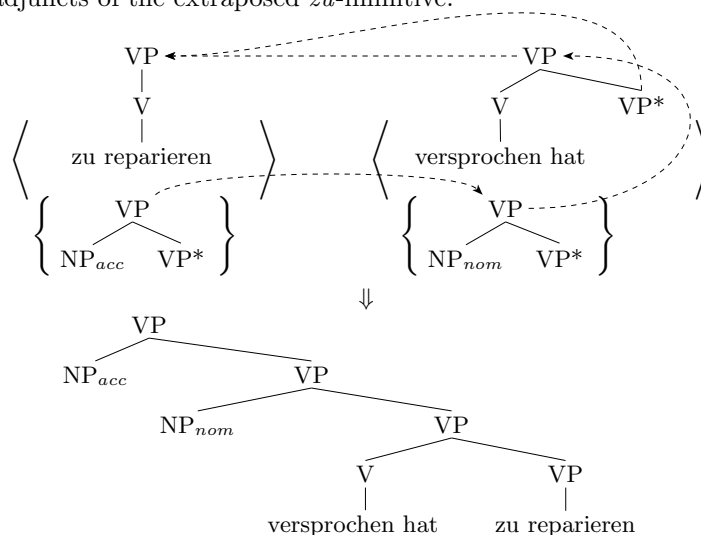 adjuncts of the extraposed zu-infinitive.
VP VP
V V VP*
zu reparieren versprochen hat
VP VP
NPacc VP* NPnom VP*
⇓
VP
NPacc VP
NPnom VP
V VP
versprochen hat zu reparieren